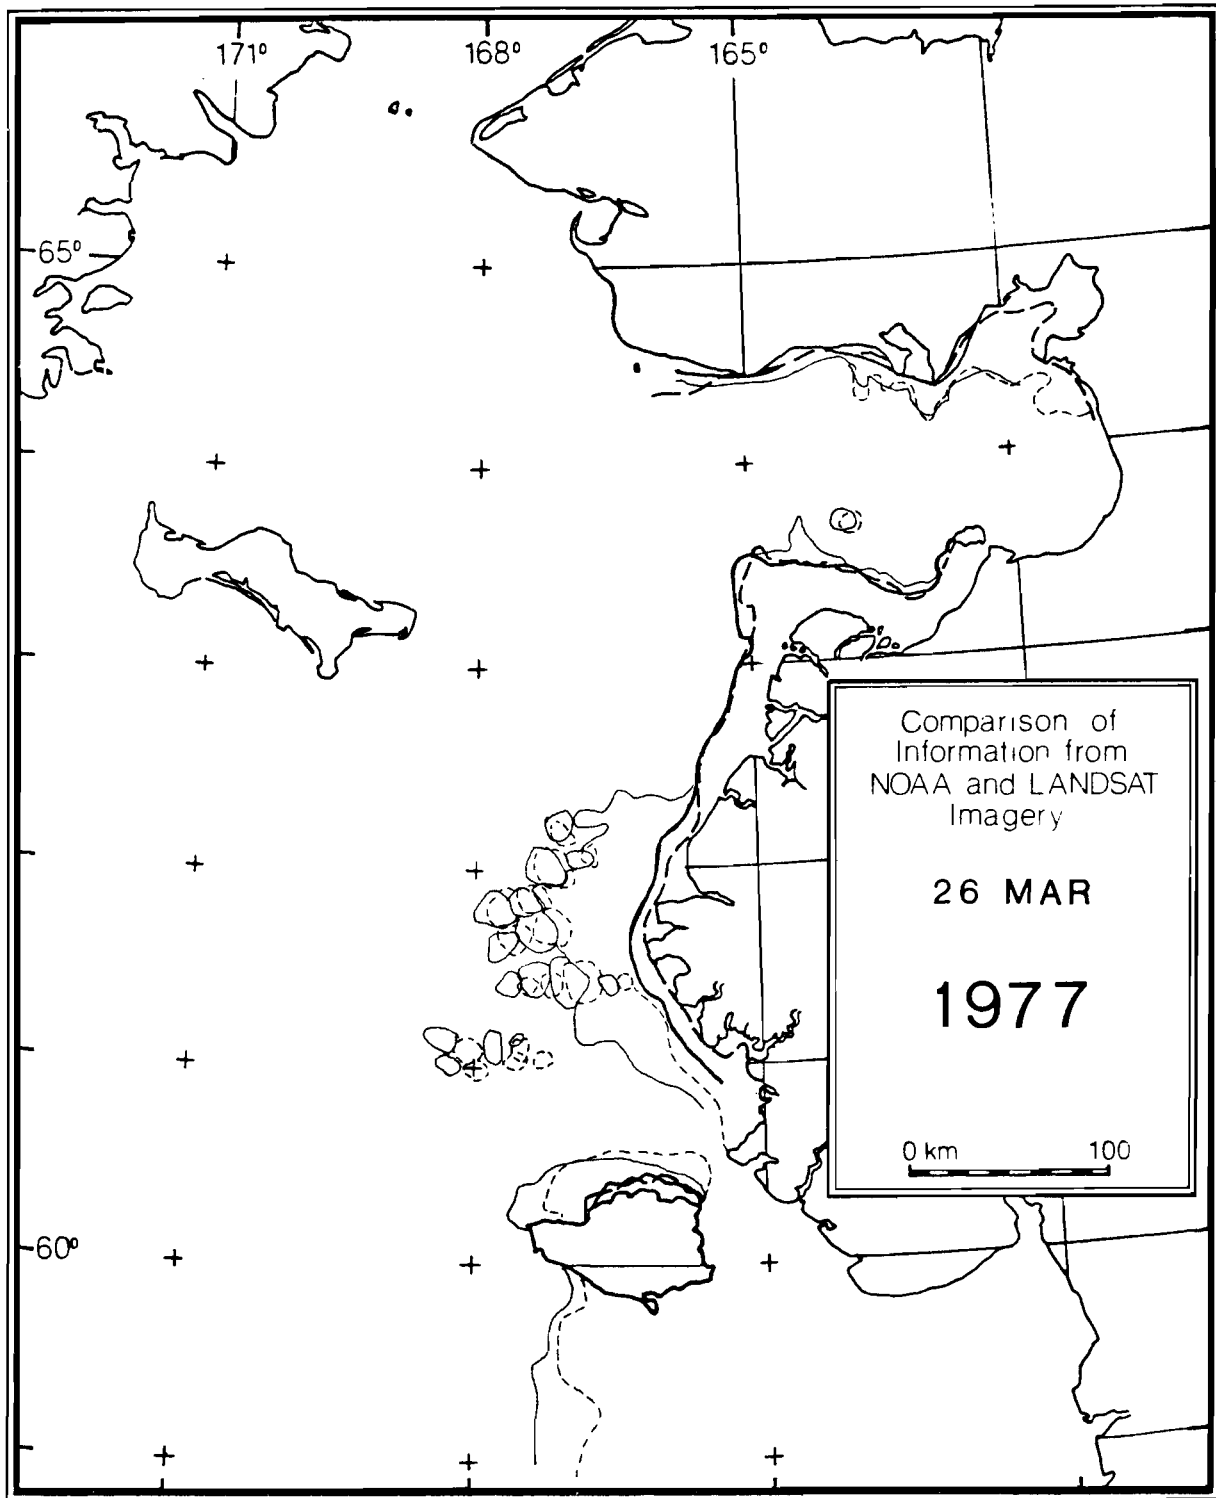 171° 168° 165°
65°
Comparison of
Information from
NOAA and LANDSAT
Imagery
26 MAR
1977
0 km 100
60°